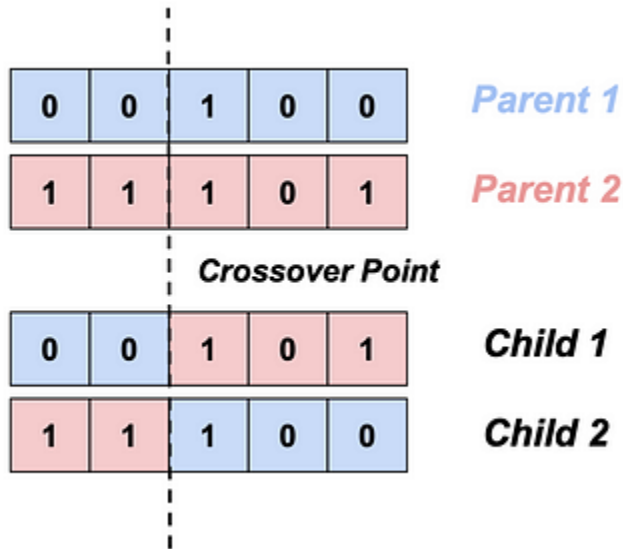 0 0 1 0 0 Parent 1
1 1 1 0 1 Parent 2
Crossover Point
0 0 1 0 1 Child 1
1 1 1 0 0 Child 2